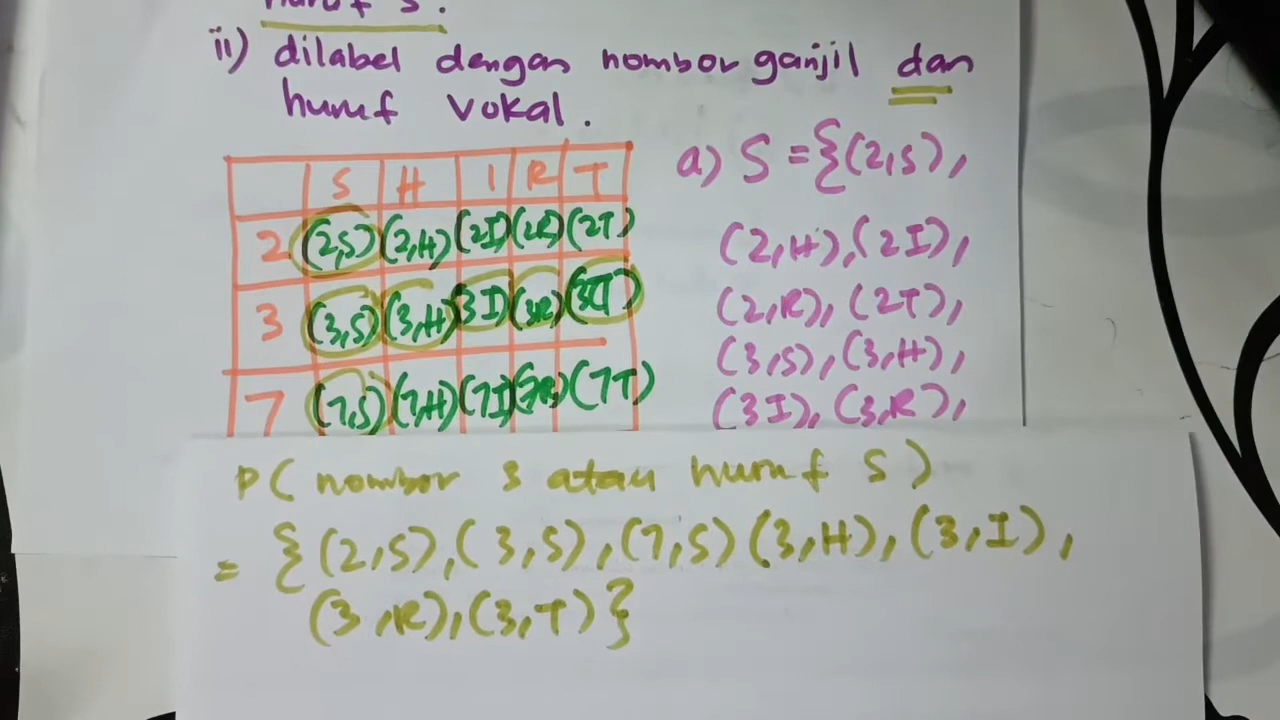 huruf S.
ii) dilabel dengan nombor ganjil dan
huruf vokal.
S H I R T
2 (2,S) (2,H) (2I) (2R) (2T)
3 (3,S) (3,H) (3I) (3R) (3T)
7 (7,S) (7,H) (7I) (7R) (7T)
a) S = {(2,S),
(2,H), (2I),
(2,R), (2T),
(3,S), (3,H),
(3I), (3,R),
P( nombor 3 atau huruf S )
= {(2,S), (3,S), (7,S) (3,H), (3,I),
(3,R), (3,T)}